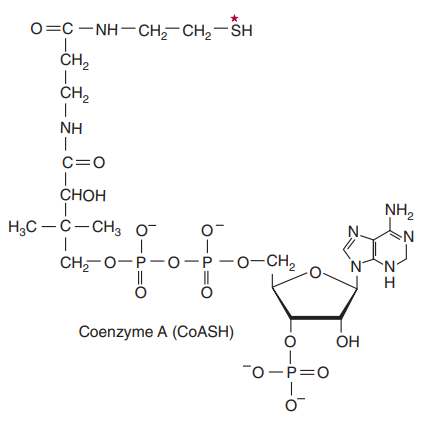 O=C–NH–CH2–CH2–SH
CH2
CH2
NH
C=O
CHOH
H3C–C–CH3 O– O–
CH2–O–P–O–P–O–CH2
O O
NH2
N N
N N
H
O
Coenzyme A (CoASH)
O OH
–O–P=O
O–